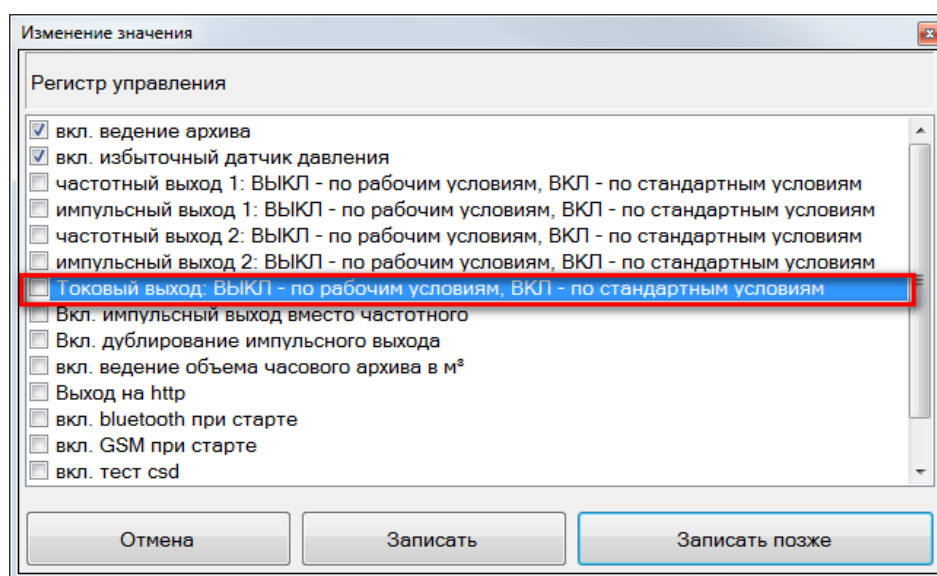 Изменение значения
Регистр управления
вкл. ведение архива
вкл. избыточный датчик давления
частотный выход 1: ВЫКЛ - по рабочим условиям, ВКЛ - по стандартным условиям
импульсный выход 1: ВЫКЛ - по рабочим условиям, ВКЛ - по стандартным условиям
частотный выход 2: ВЫКЛ - по рабочим условиям, ВКЛ - по стандартным условиям
импульсный выход 2: ВЫКЛ - по рабочим условиям, ВКЛ - по стандартным условиям
Токовый выход: ВЫКЛ - по рабочим условиям, ВКЛ - по стандартным условиям
Вкл. импульсный выход вместо частотного
Вкл. дублирование импульсного выхода
вкл. ведение объема часового архива в м³
Выход на http
вкл. bluetooth при старте
вкл. GSM при старте
вкл. тест csd
Отмена
Записать
Записать позже